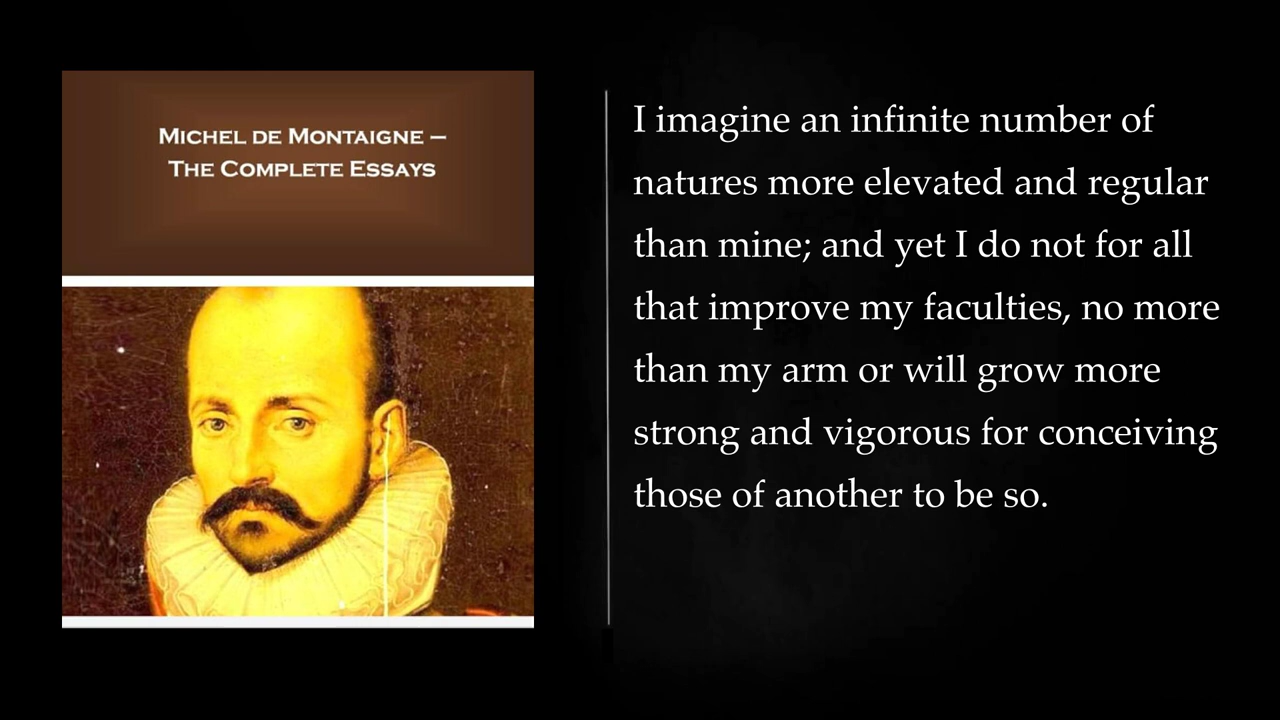 MICHEL DE MONTAIGNE –
THE COMPLETE ESSAYS
I imagine an infinite number of
natures more elevated and regular
than mine; and yet I do not for all
that improve my faculties, no more
than my arm or will grow more
strong and vigorous for conceiving
those of another to be so.